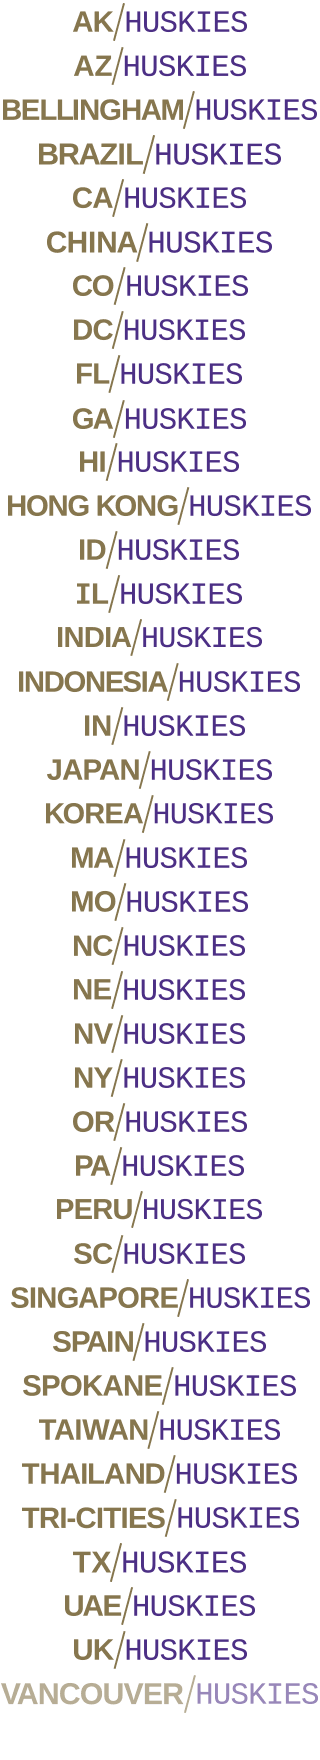 AK/HUSKIES
AZ/HUSKIES
BELLINGHAM/HUSKIES
BRAZIL/HUSKIES
CA/HUSKIES
CHINA/HUSKIES
CO/HUSKIES
DC/HUSKIES
FL/HUSKIES
GA/HUSKIES
HI/HUSKIES
HONG KONG/HUSKIES
ID/HUSKIES
IL/HUSKIES
INDIA/HUSKIES
INDONESIA/HUSKIES
IN/HUSKIES
JAPAN/HUSKIES
KOREA/HUSKIES
MA/HUSKIES
MO/HUSKIES
NC/HUSKIES
NE/HUSKIES
NV/HUSKIES
NY/HUSKIES
OR/HUSKIES
PA/HUSKIES
PERU/HUSKIES
SC/HUSKIES
SINGAPORE/HUSKIES
SPAIN/HUSKIES
SPOKANE/HUSKIES
TAIWAN/HUSKIES
THAILAND/HUSKIES
TRI-CITIES/HUSKIES
TX/HUSKIES
UAE/HUSKIES
UK/HUSKIES
VANCOUVER/HUSKIES